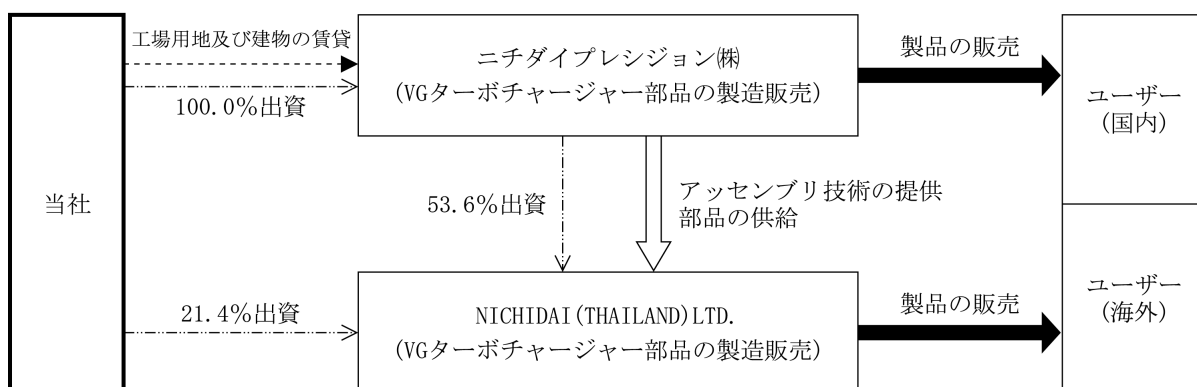 工場用地及び建物の賃貸
100.0％出資
ニチダイプレシジョン㈱
(VGターボチャージャー部品の製造販売)
製品の販売
ユーザー
(国内)
当社
53.6％出資
アッセンブリ技術の提供
部品の供給
21.4％出資
NICHIDAI(THAILAND)LTD.
(VGターボチャージャー部品の製造販売)
製品の販売
ユーザー
(海外)